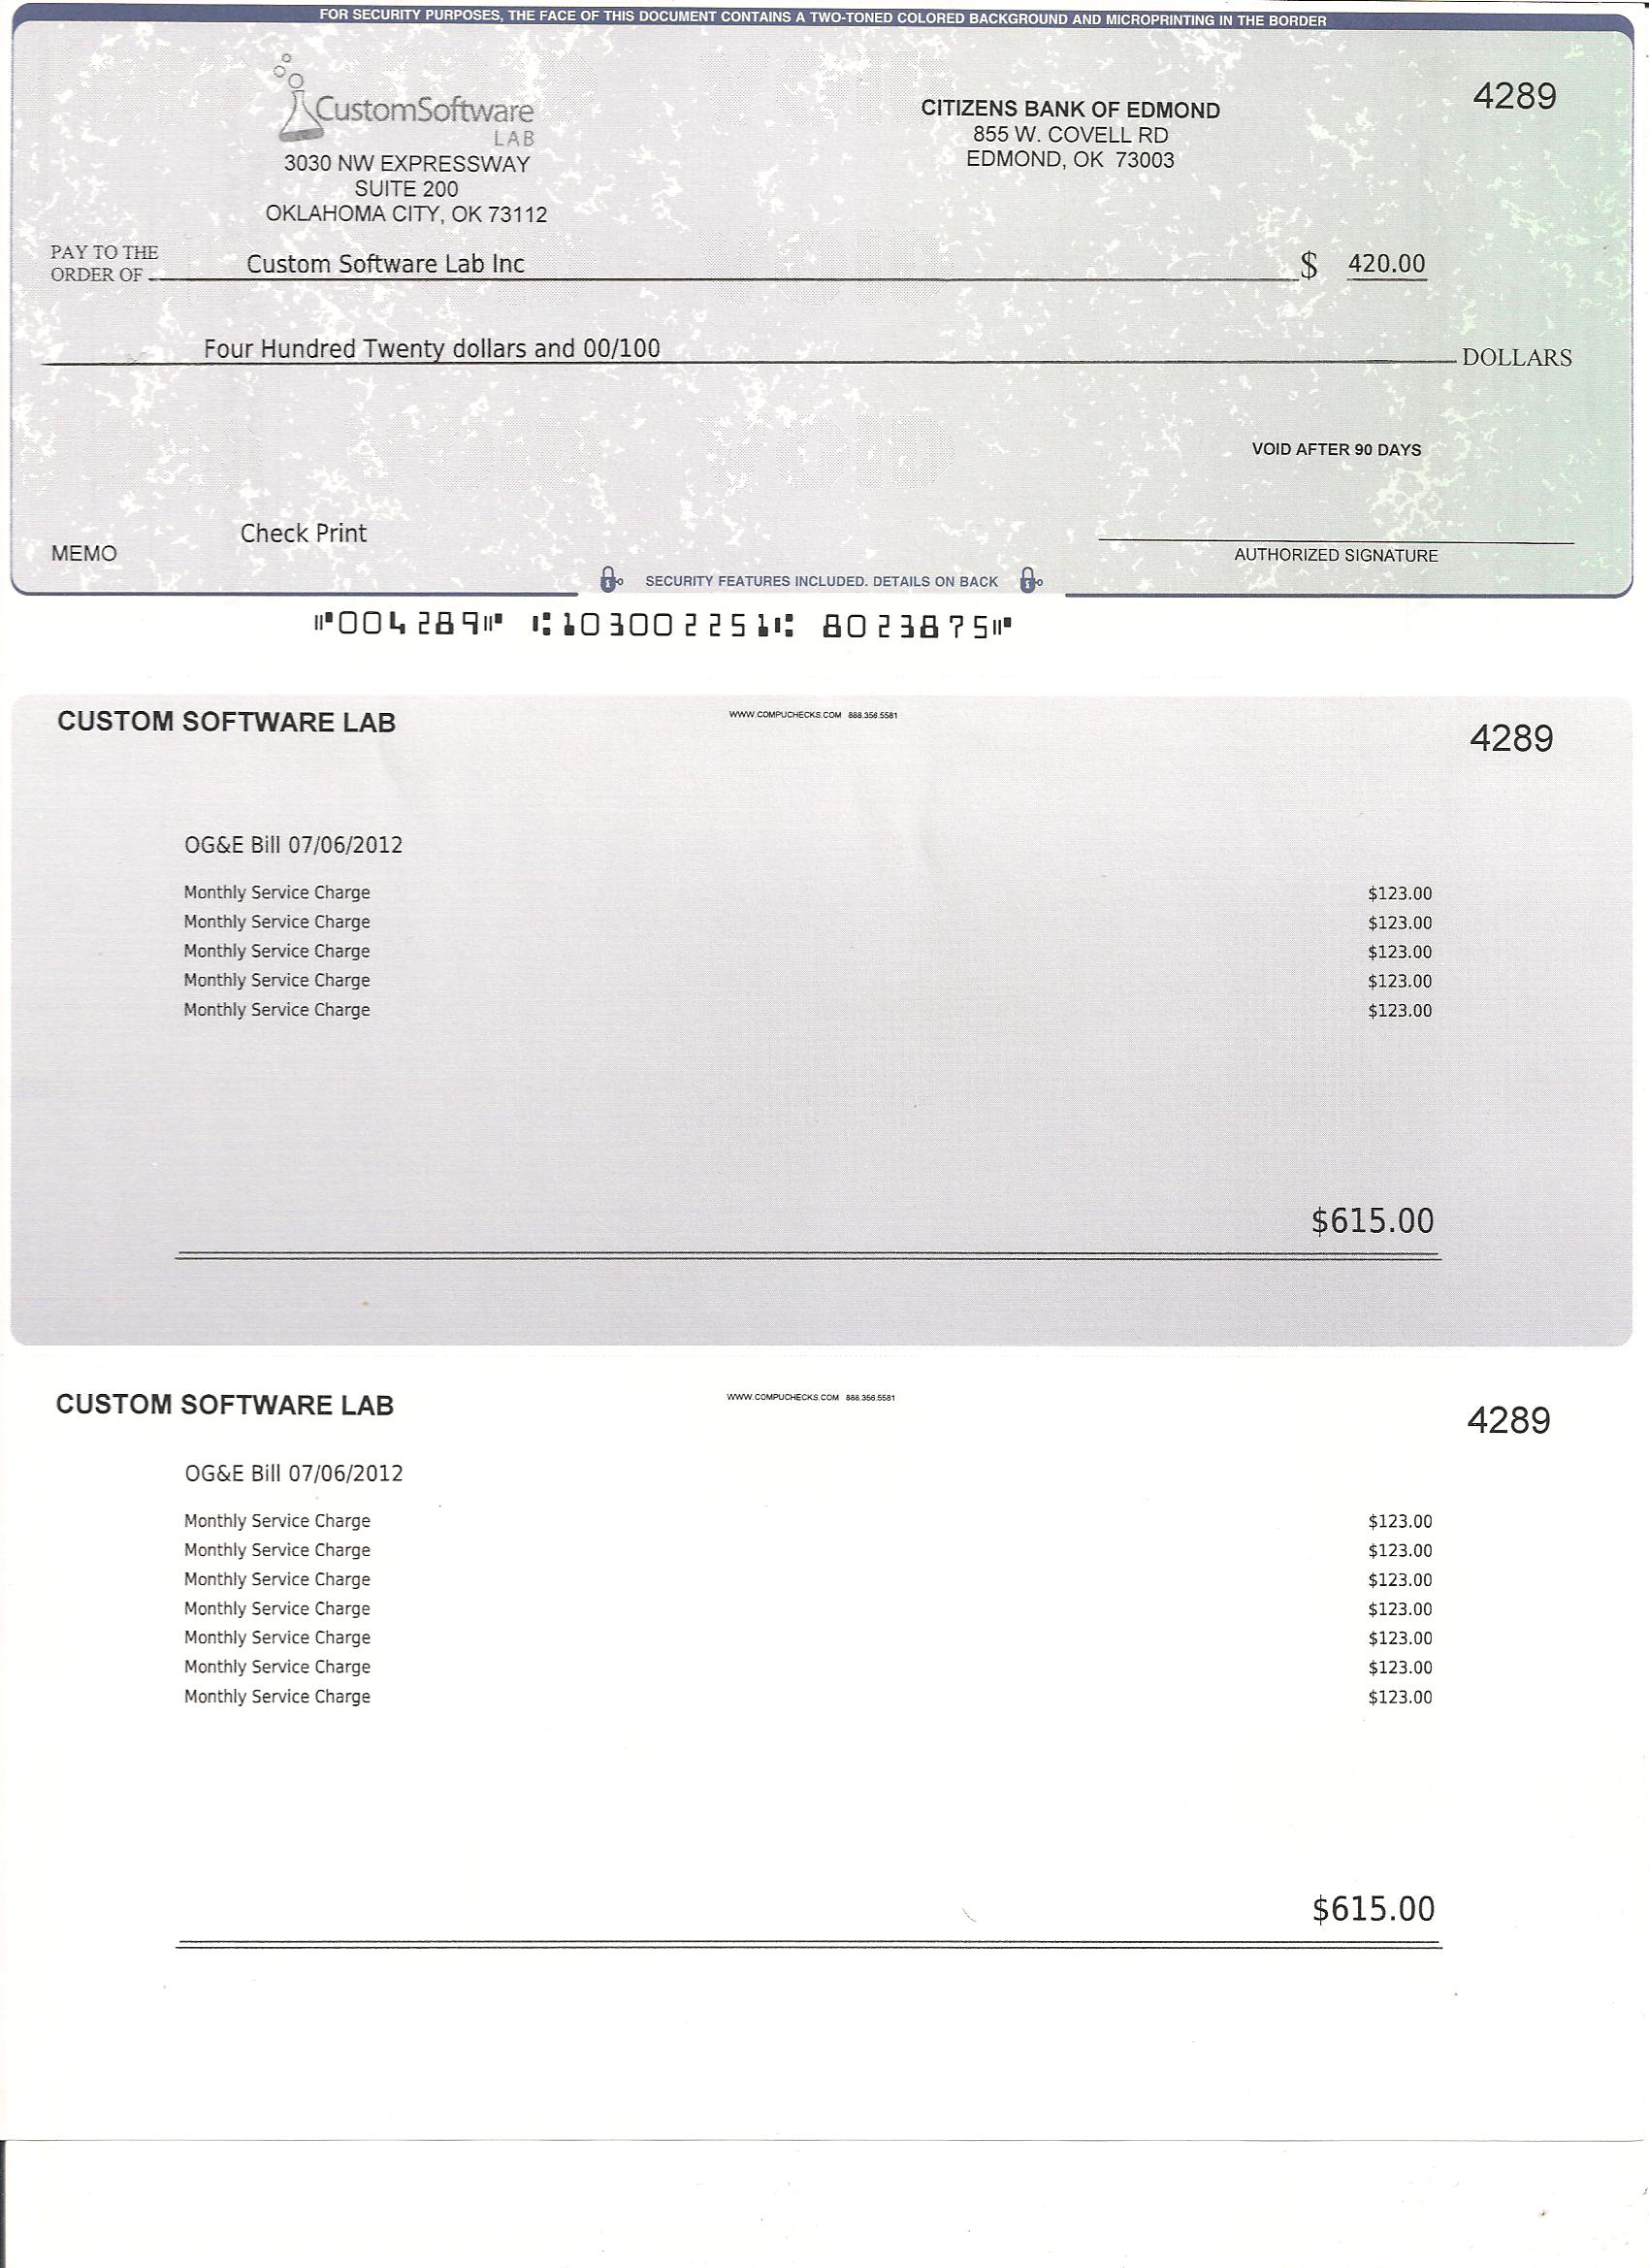 FOR SECURITY PURPOSES, THE FACE OF THIS DOCUMENT CONTAINS A TWO-TONED COLORED BACKGROUND AND MICROPRINTING IN THE BORDER
CustomSoftware
LAB
3030 NW EXPRESSWAY
SUITE 200
OKLAHOMA CITY, OK 73112
CITIZENS BANK OF EDMOND
855 W. COVELL RD
EDMOND, OK 73003
4289
PAY TO THE
ORDER OF Custom Software Lab Inc $ 420.00
Four Hundred Twenty dollars and 00/100 DOLLARS
VOID AFTER 90 DAYS
Check Print
MEMO
AUTHORIZED SIGNATURE
SECURITY FEATURES INCLUDED. DETAILS ON BACK
⑈004289⑈ ⑆103002251⑆ 8023875⑈
CUSTOM SOFTWARE LAB WWW.COMPUCHECKS.COM 888.356.5581 4289
OG&E Bill 07/06/2012
Monthly Service Charge $123.00
Monthly Service Charge $123.00
Monthly Service Charge $123.00
Monthly Service Charge $123.00
Monthly Service Charge $123.00
$615.00
CUSTOM SOFTWARE LAB WWW.COMPUCHECKS.COM 888.356.5581 4289
OG&E Bill 07/06/2012
Monthly Service Charge $123.00
Monthly Service Charge $123.00
Monthly Service Charge $123.00
Monthly Service Charge $123.00
Monthly Service Charge $123.00
Monthly Service Charge $123.00
Monthly Service Charge $123.00
$615.00